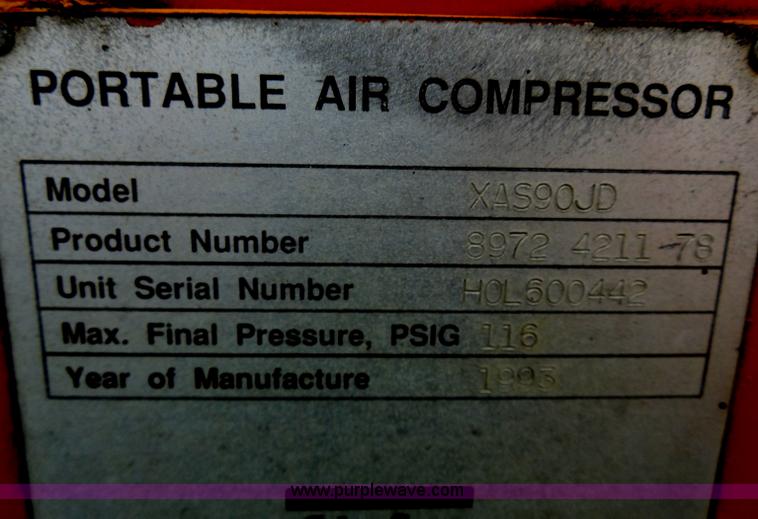 PORTABLE AIR COMPRESSOR
Model XAS90JD
Product Number 8972 4211-78
Unit Serial Number HOL600442
Max. Final Pressure, PSIG 116
Year of Manufacture 1993
www.purplewave.com